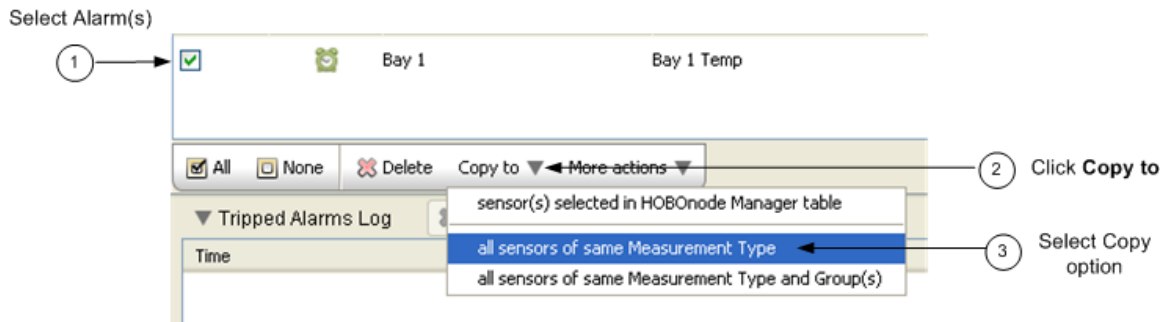 Select Alarm(s)
1
Bay 1 Bay 1 Temp
All None Delete Copy to More actions
2 Click Copy to
sensor(s) selected in HOBOnode Manager table
Tripped Alarms Log
Time
all sensors of same Measurement Type
3 Select Copy
option
all sensors of same Measurement Type and Group(s)